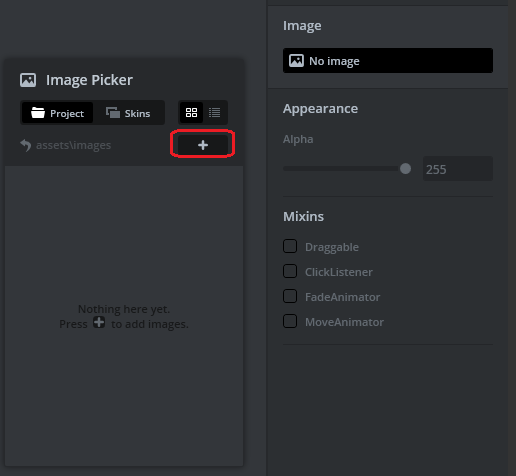 Image Picker
Project
Skins
assets\images
Nothing here yet.
Press + to add images.
Image
No image
Appearance
Alpha
255
Mixins
Draggable
ClickListener
FadeAnimator
MoveAnimator